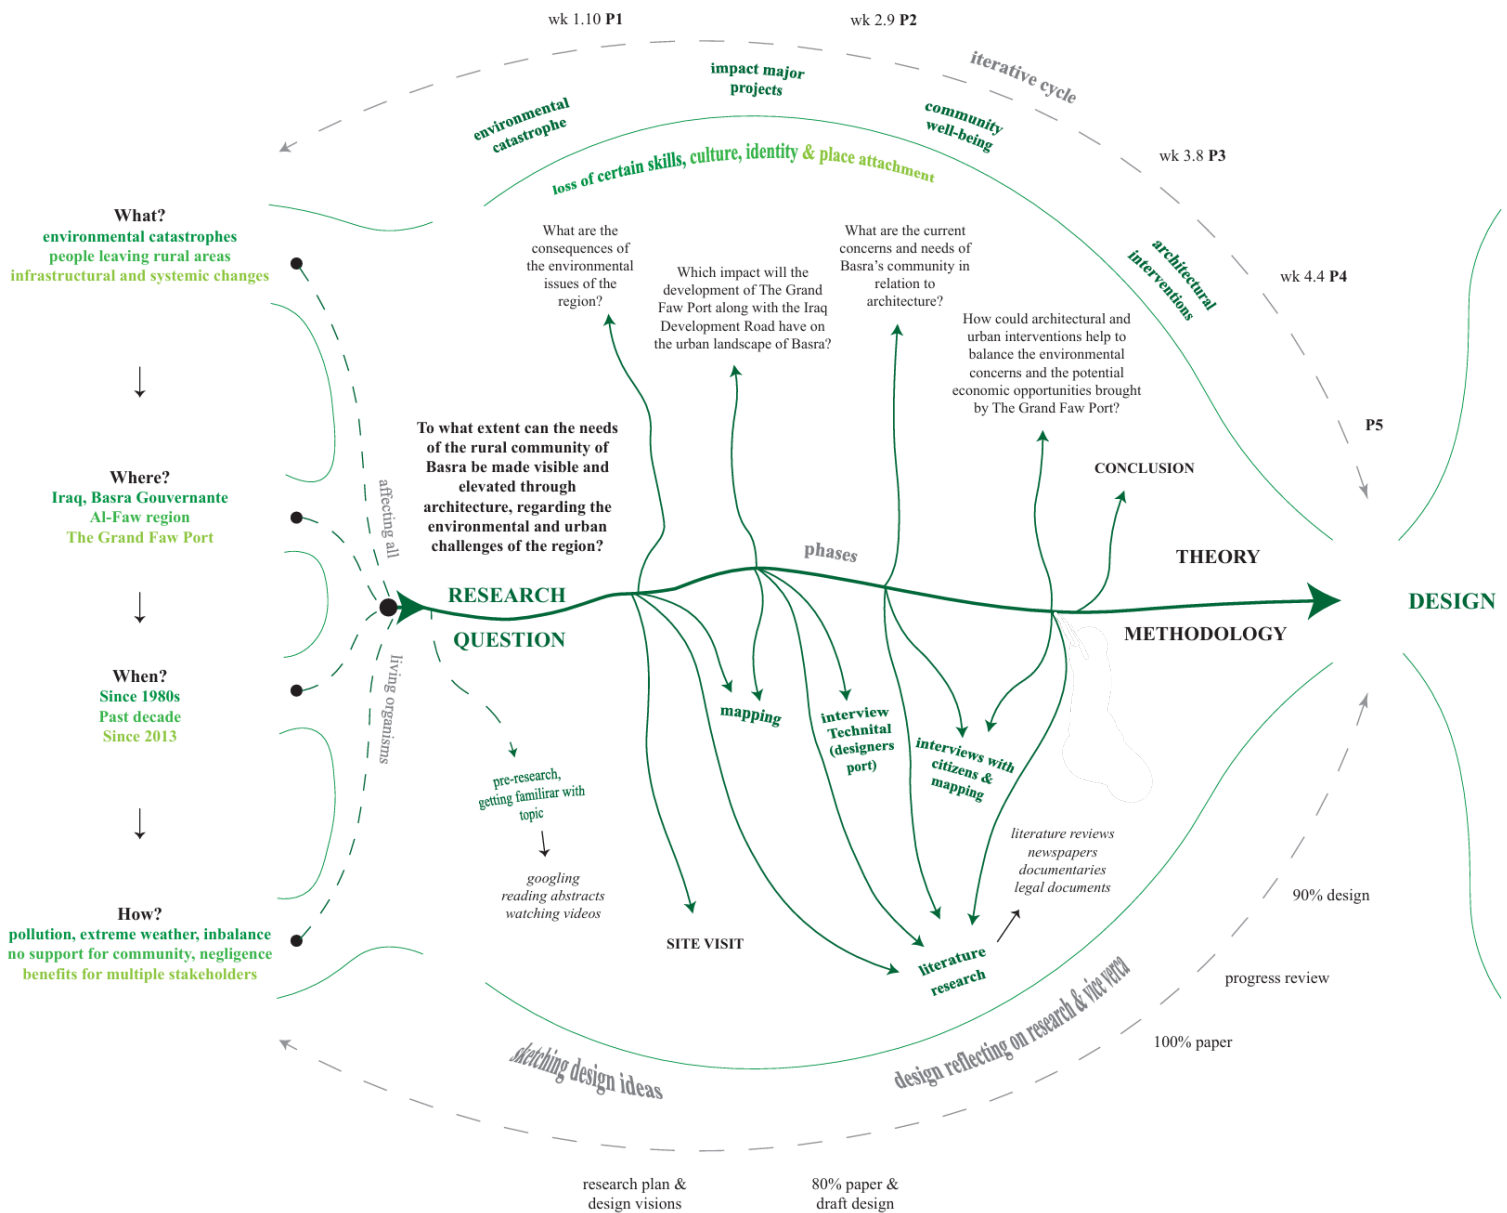 wk 1.10 P1
wk 2.9 P2
iterative cycle
impact major
projects
environmental
catastrophe
community
well-being
loss of certain skills, culture, identity & place attachment
wk 3.8 P3
architectural
interventions
wk 4.4 P4
P5
What?
environmental catastrophes
people leaving rural areas
infrastructural and systemic changes
Where?
Iraq, Basra Gouvernante
Al-Faw region
The Grand Faw Port
When?
Since 1980s
Past decade
Since 2013
How?
pollution, extreme weather, inbalance
no support for community, negligence
benefits for multiple stakeholders
affecting all
living organisms
What are the
consequences of
the environmental
issues of the
region?
Which impact will the
development of The Grand
Faw Port along with the Iraq
Development Road have on
the urban landscape of Basra?
What are the current
concerns and needs of
Basra's community in
relation to
architecture?
How could architectural and
urban interventions help to
balance the environmental
concerns and the potential
economic opportunities brought
by The Grand Faw Port?
To what extent can the needs
of the rural community of
Basra be made visible and
elevated through
architecture, regarding the
environmental and urban
challenges of the region?
CONCLUSION
phases
THEORY
RESEARCH
QUESTION
METHODOLOGY
DESIGN
mapping
interview
Technital
(designers
port)
interviews with
citizens &
mapping
pre-research,
getting familirar with
topic
googling
reading abstracts
watching videos
SITE VISIT
literature reviews
newspapers
documentaries
legal documents
literature
research
90% design
progress review
100% paper
sketching design ideas
design reflecting on research & vice verca
research plan &
design visions
80% paper &
draft design